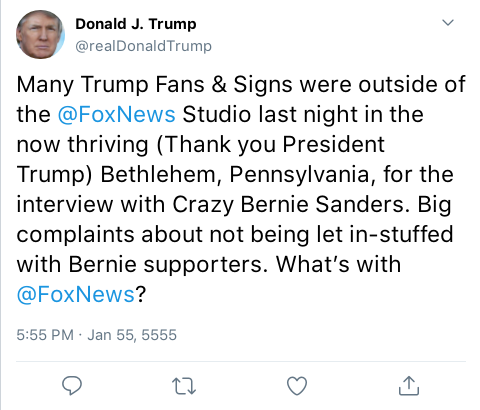 Donald J. Trump
@realDonaldTrump
Many Trump Fans & Signs were outside of
the @FoxNews Studio last night in the
now thriving (Thank you President
Trump) Bethlehem, Pennsylvania, for the
interview with Crazy Bernie Sanders. Big
complaints about not being let in-stuffed
with Bernie supporters. What’s with
@FoxNews?
5:55 PM · Jan 55, 5555